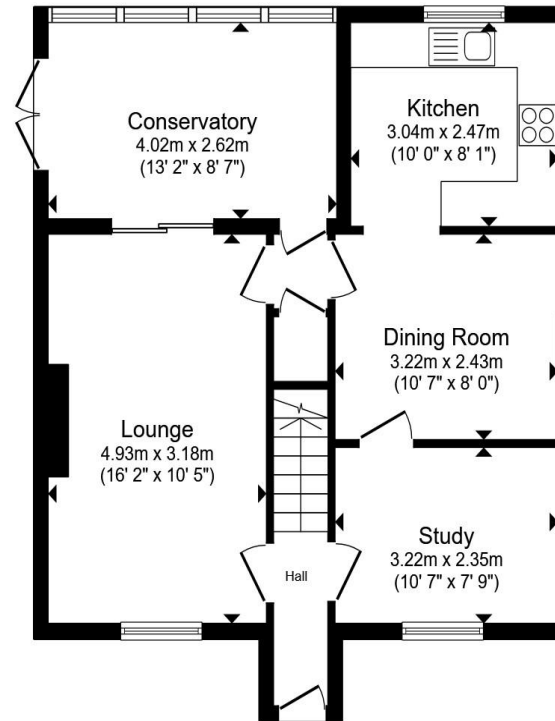 Conservatory
4.02m x 2.62m
(13' 2" x 8' 7")
Kitchen
3.04m x 2.47m
(10' 0" x 8' 1")
Dining Room
3.22m x 2.43m
(10' 7" x 8' 0")
Lounge
4.93m x 3.18m
(16' 2" x 10' 5")
Study
3.22m x 2.35m
(10' 7" x 7' 9")
Hall